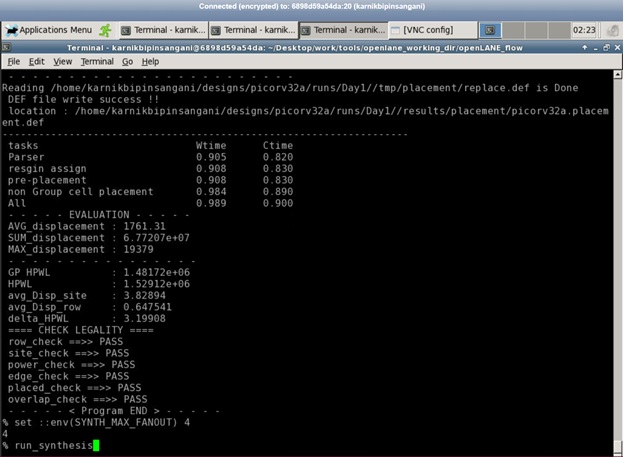 Connected (encrypted) to: 6898d59a54da:20 (karnikbipinsangani)
Applications Menu Terminal - karnik... Terminal - karnik... Terminal - karnik... [VNC config] 02:23
Terminal - karnikbipinsangani@6898d59a54da: ~/Desktop/work/tools/openlane_working_dir/openLANE_flow
File Edit View Terminal Go Help
- - - - - - - - - - - - - - - - - - - - - - - -
Reading /home/karnikbipinsangani/designs/picorv32a/runs/Day1//tmp/placement/replace.def is Done
DEF file write success !!
location : /home/karnikbipinsangani/designs/picorv32a/runs/Day1//results/placement/picorv32a.placem
ent.def
-------------------------------------------------------------------
tasks Wtime Ctime
Parser 0.905 0.820
resgin assign 0.908 0.830
pre-placement 0.908 0.830
non Group cell placement 0.984 0.890
All 0.989 0.900
- - - - - EVALUATION - - - - -
AVG_displacement : 1761.31
SUM_displacement : 6.77207e+07
MAX_displacement : 19379
- - - - - - - - - - - - - - - -
GP HPWL : 1.48172e+06
HPWL : 1.52912e+06
avg_Disp_site : 3.82894
avg_Disp_row : 0.647541
delta_HPWL : 3.19908
==== CHECK LEGALITY ====
row_check ==>> PASS
site_check ==>> PASS
power_check ==>> PASS
edge_check ==>> PASS
placed_check ==>> PASS
overlap_check ==>> PASS
- - - - - < Program END > - - - - -
% set ::env(SYNTH_MAX_FANOUT) 4
4
% run_synthesis